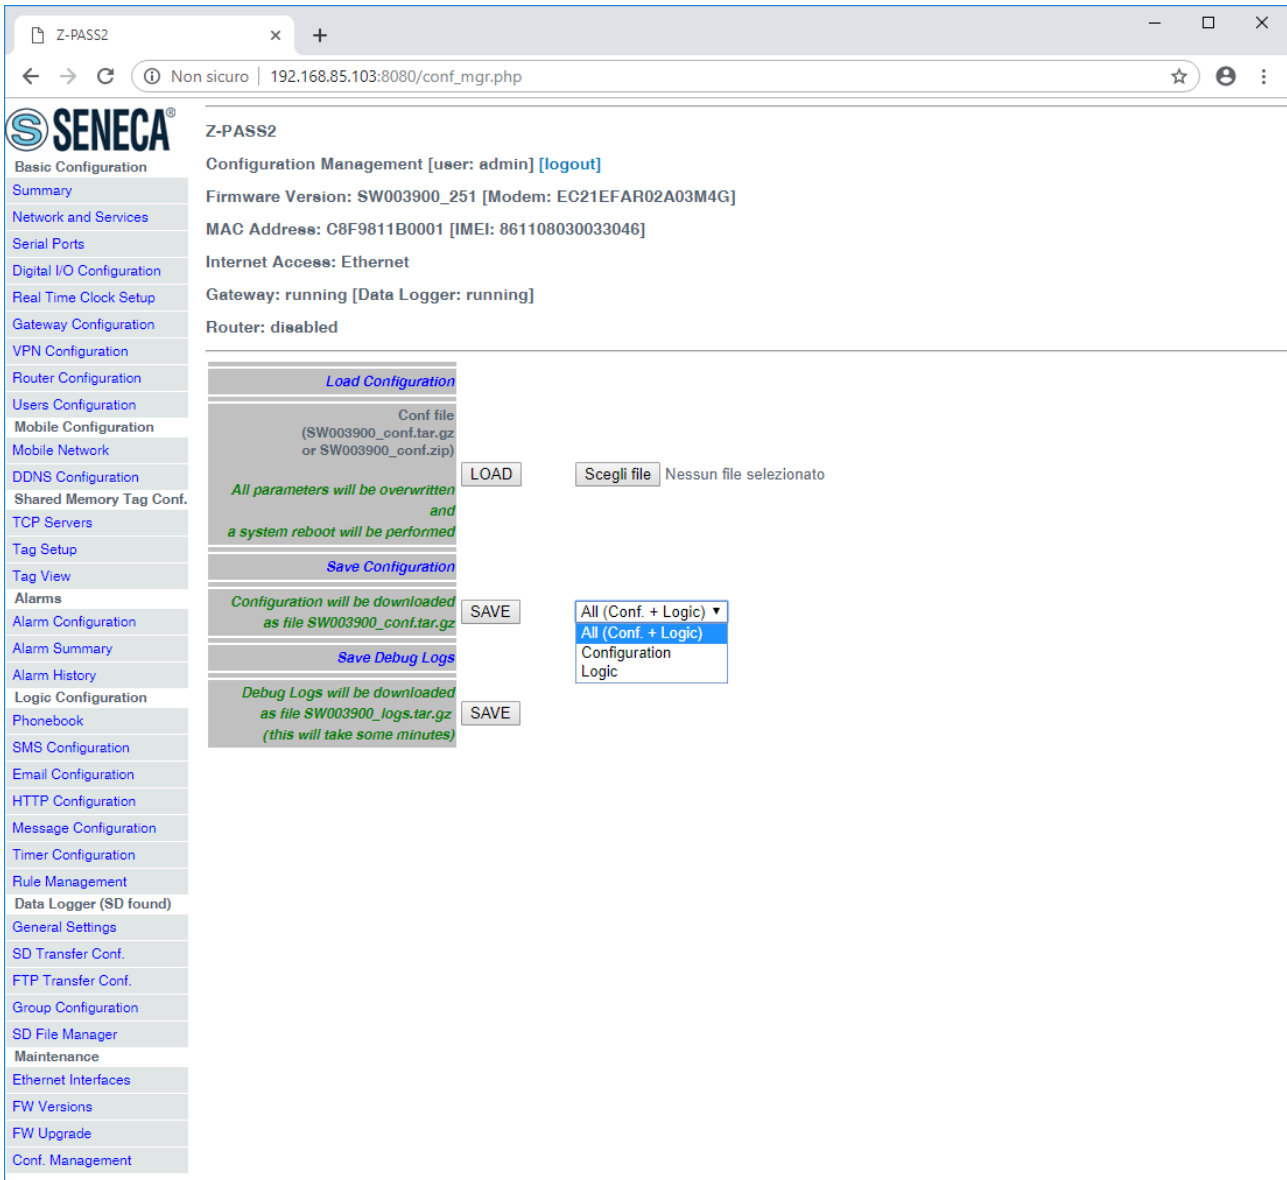 Z-PASS2
Non sicuro | 192.168.85.103:8080/conf_mgr.php
SENECA®
Basic Configuration
Summary
Network and Services
Serial Ports
Digital I/O Configuration
Real Time Clock Setup
Gateway Configuration
VPN Configuration
Router Configuration
Users Configuration
Mobile Configuration
Mobile Network
DDNS Configuration
Shared Memory Tag Conf.
TCP Servers
Tag Setup
Tag View
Alarms
Alarm Configuration
Alarm Summary
Alarm History
Logic Configuration
Phonebook
SMS Configuration
Email Configuration
HTTP Configuration
Message Configuration
Timer Configuration
Rule Management
Data Logger (SD found)
General Settings
SD Transfer Conf.
FTP Transfer Conf.
Group Configuration
SD File Manager
Maintenance
Ethernet Interfaces
FW Versions
FW Upgrade
Conf. Management
Z-PASS2
Configuration Management [user: admin] [logout]
Firmware Version: SW003900_251 [Modem: EC21EFAR02A03M4G]
MAC Address: C8F9811B0001 [IMEI: 861108030033046]
Internet Access: Ethernet
Gateway: running [Data Logger: running]
Router: disabled
Load Configuration
Conf file
(SW003900_conf.tar.gz
or SW003900_conf.zip)
All parameters will be overwritten
and
a system reboot will be performed
LOAD
Scegli file Nessun file selezionato
Save Configuration
Configuration will be downloaded
as file SW003900_conf.tar.gz
SAVE
All (Conf. + Logic)
All (Conf. + Logic)
Configuration
Logic
Save Debug Logs
Debug Logs will be downloaded
as file SW003900_logs.tar.gz
(this will take some minutes)
SAVE